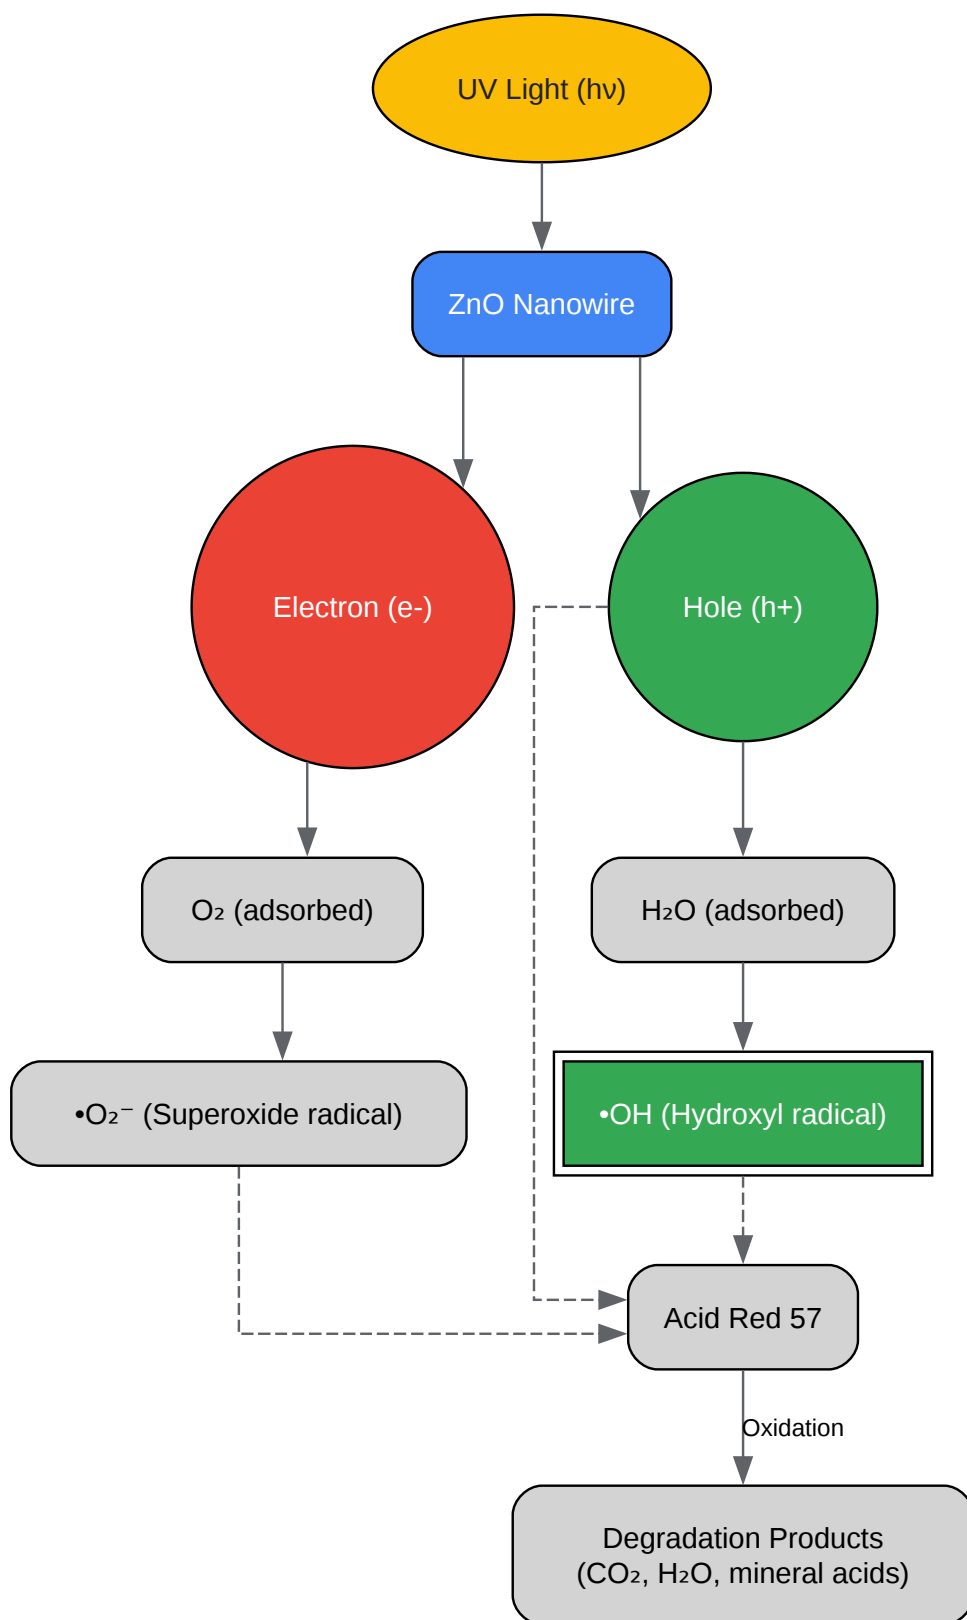 UV Light (hν)
ZnO Nanowire
Electron (e-)
Hole (h+)
O₂ (adsorbed)
H₂O (adsorbed)
•O₂⁻ (Superoxide radical)
•OH (Hydroxyl radical)
Acid Red 57
Oxidation
Degradation Products
(CO₂, H₂O, mineral acids)